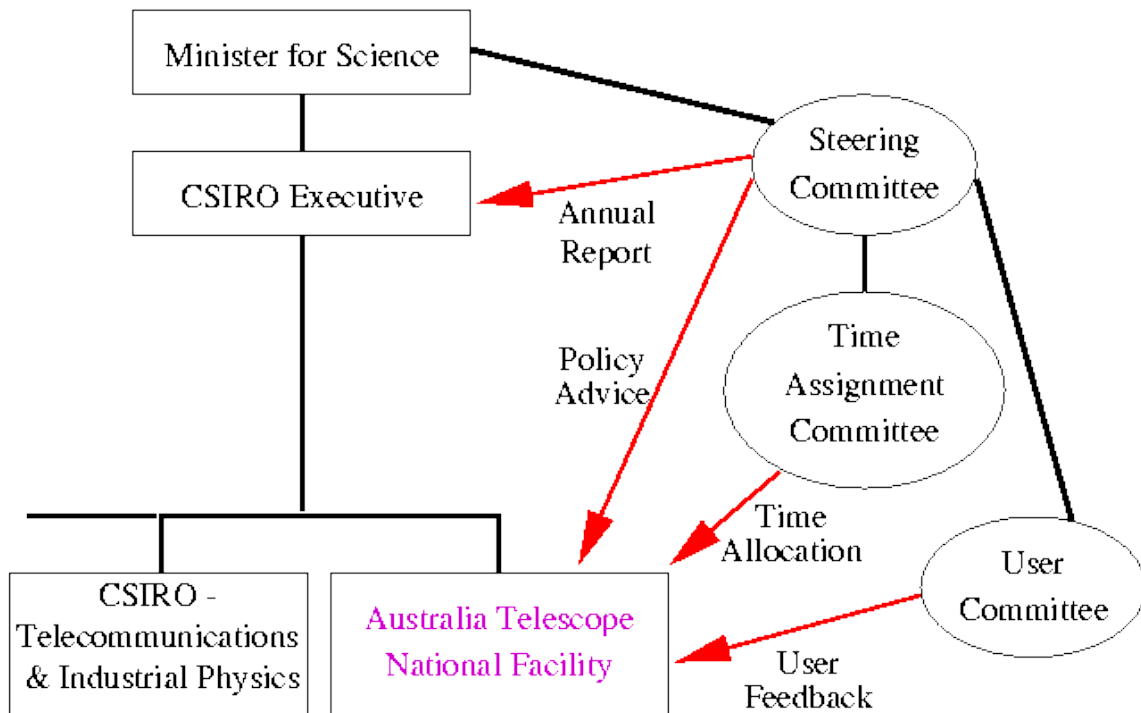 Minister for Science
Steering
Committee
CSIRO Executive
Annual
Report
Time
Assignment
Committee
Policy
Advice
Time
Allocation
User
Committee
CSIRO -
Telecommunications
& Industrial Physics
Australia Telescope
National Facility
User
Feedback